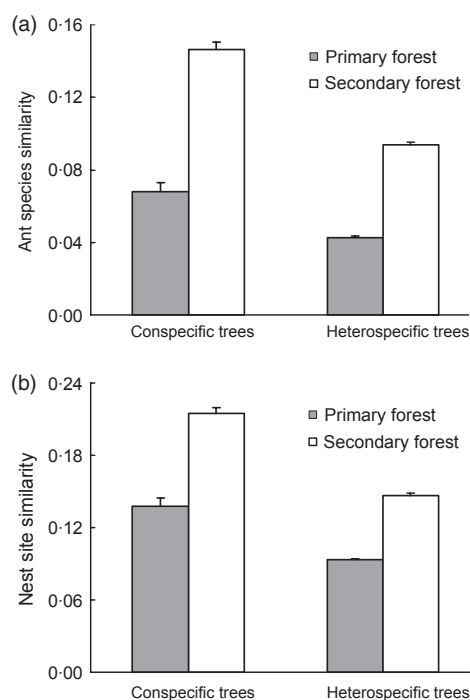 (a)
0·16
0·12
0·08
0·04
0·00
Ant species similarity
Primary forest
Secondary forest
Conspecific trees
Heterospecific trees
(b)
0·24
0·18
0·12
0·06
0·00
Nest site similarity
Primary forest
Secondary forest
Conspecific trees
Heterospecific trees